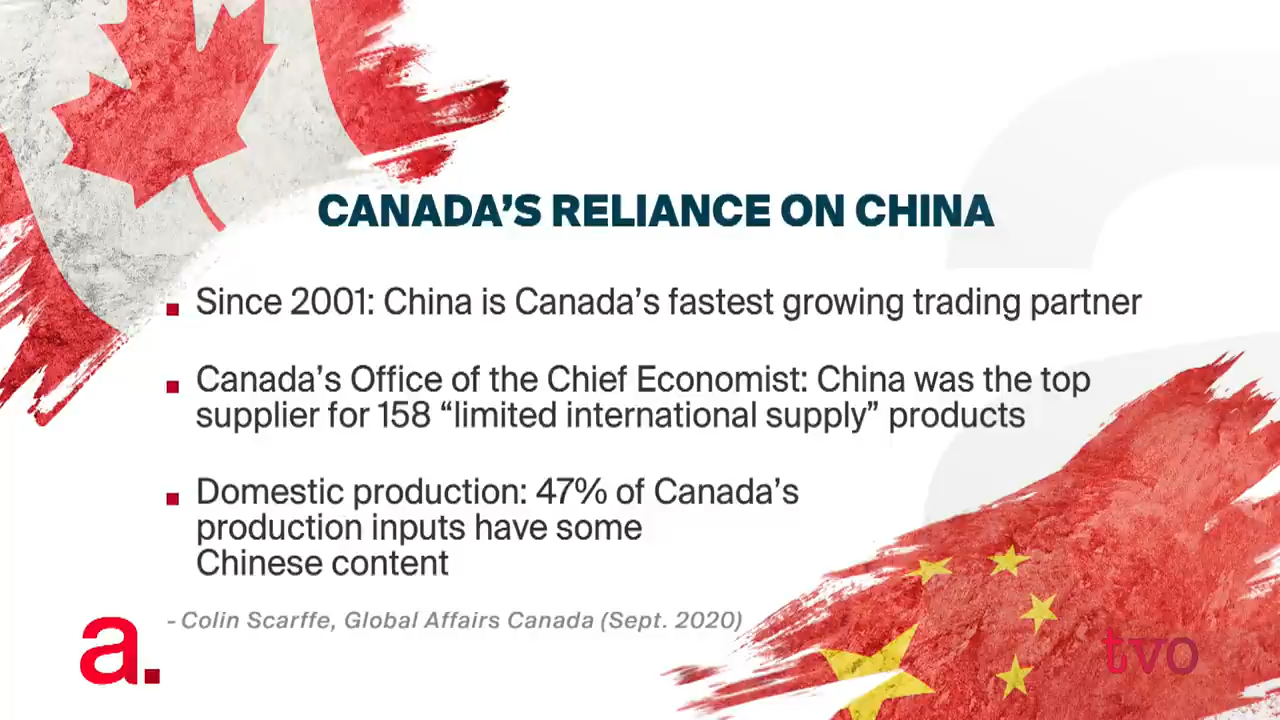 CANADA'S RELIANCE ON CHINA
Since 2001: China is Canada's fastest growing trading partner
Canada's Office of the Chief Economist: China was the top
supplier for 158 “limited international supply” products
Domestic production: 47% of Canada's
production inputs have some
Chinese content
- Colin Scarffe, Global Affairs Canada (Sept. 2020)
a.
tvo